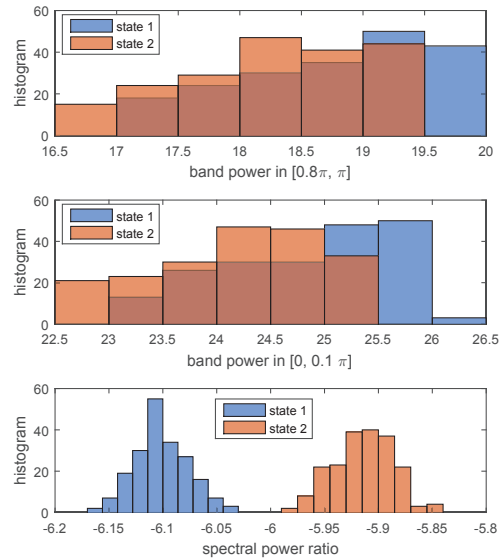 60
40
20
0
histogram
state 1
state 2
16.5 17 17.5 18 18.5 19 19.5 20
band power in [0.8π, π]
60
40
20
0
histogram
state 1
state 2
22.5 23 23.5 24 24.5 25 25.5 26 26.5
band power in [0, 0.1 π]
60
40
20
0
histogram
state 1
state 2
-6.2 -6.15 -6.1 -6.05 -6 -5.95 -5.9 -5.85 -5.8
spectral power ratio